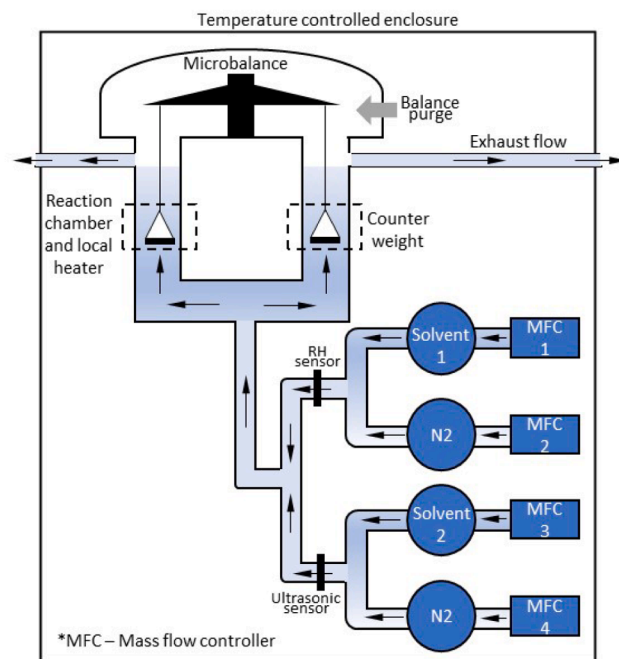 Temperature controlled enclosure
Microbalance
Balance
purge
Exhaust flow
Reaction
chamber
and local
heater
Counter
weight
RH
sensor
Solvent
1
MFC
1
N2
MFC
2
Solvent
2
MFC
3
Ultrasonic
sensor
N2
MFC
4
*MFC – Mass flow controller